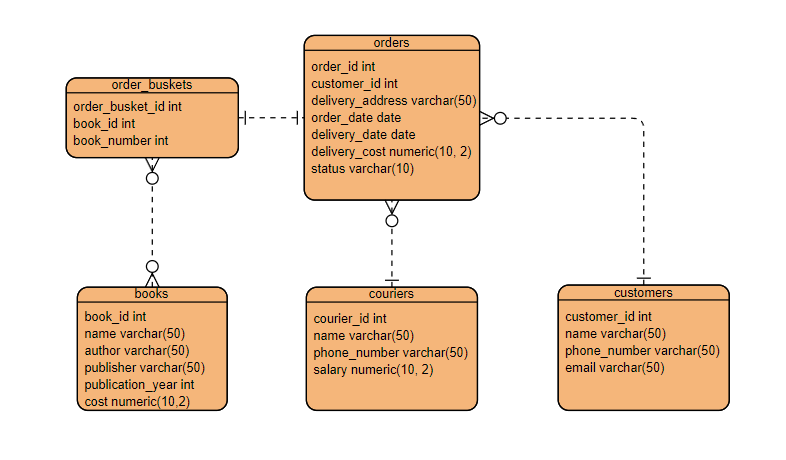 orders
order_id int
customer_id int
delivery_address varchar(50)
order_date date
delivery_date date
delivery_cost numeric(10, 2)
status varchar(10)
order_buskets
order_busket_id int
book_id int
book_number int
books
book_id int
name varchar(50)
author varchar(50)
publisher varchar(50)
publication_year int
cost numeric(10,2)
couriers
courier_id int
name varchar(50)
phone_number varchar(50)
salary numeric(10, 2)
customers
customer_id int
name varchar(50)
phone_number varchar(50)
email varchar(50)